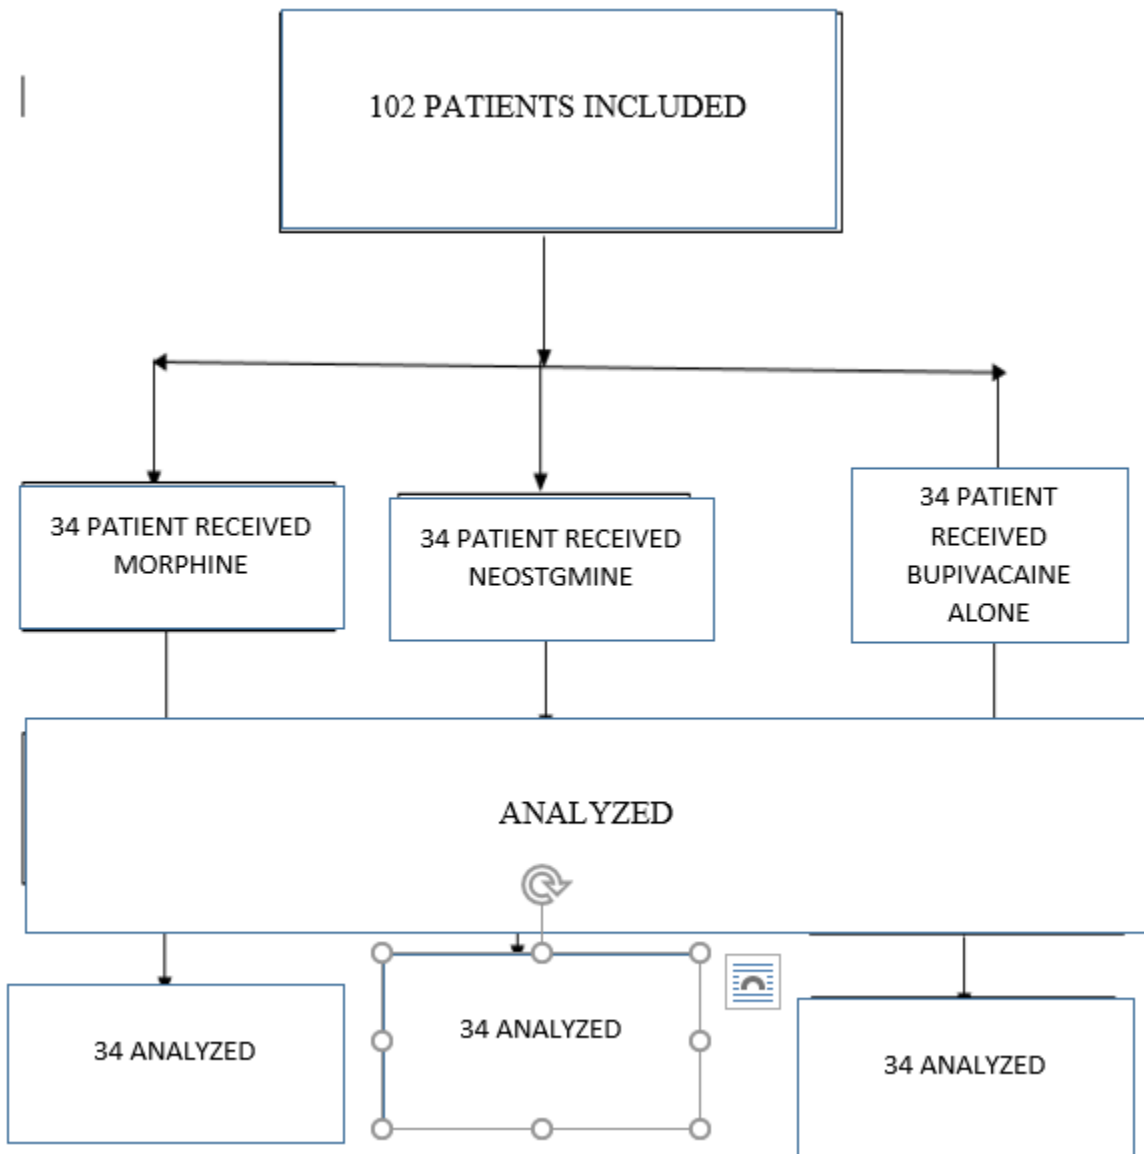 102 PATIENTS INCLUDED
34 PATIENT RECEIVED
MORPHINE
34 PATIENT RECEIVED
NEOSTGMINE
34 PATIENT
RECEIVED
BUPIVACAINE
ALONE
ANALYZED
34 ANALYZED
34 ANALYZED
34 ANALYZED